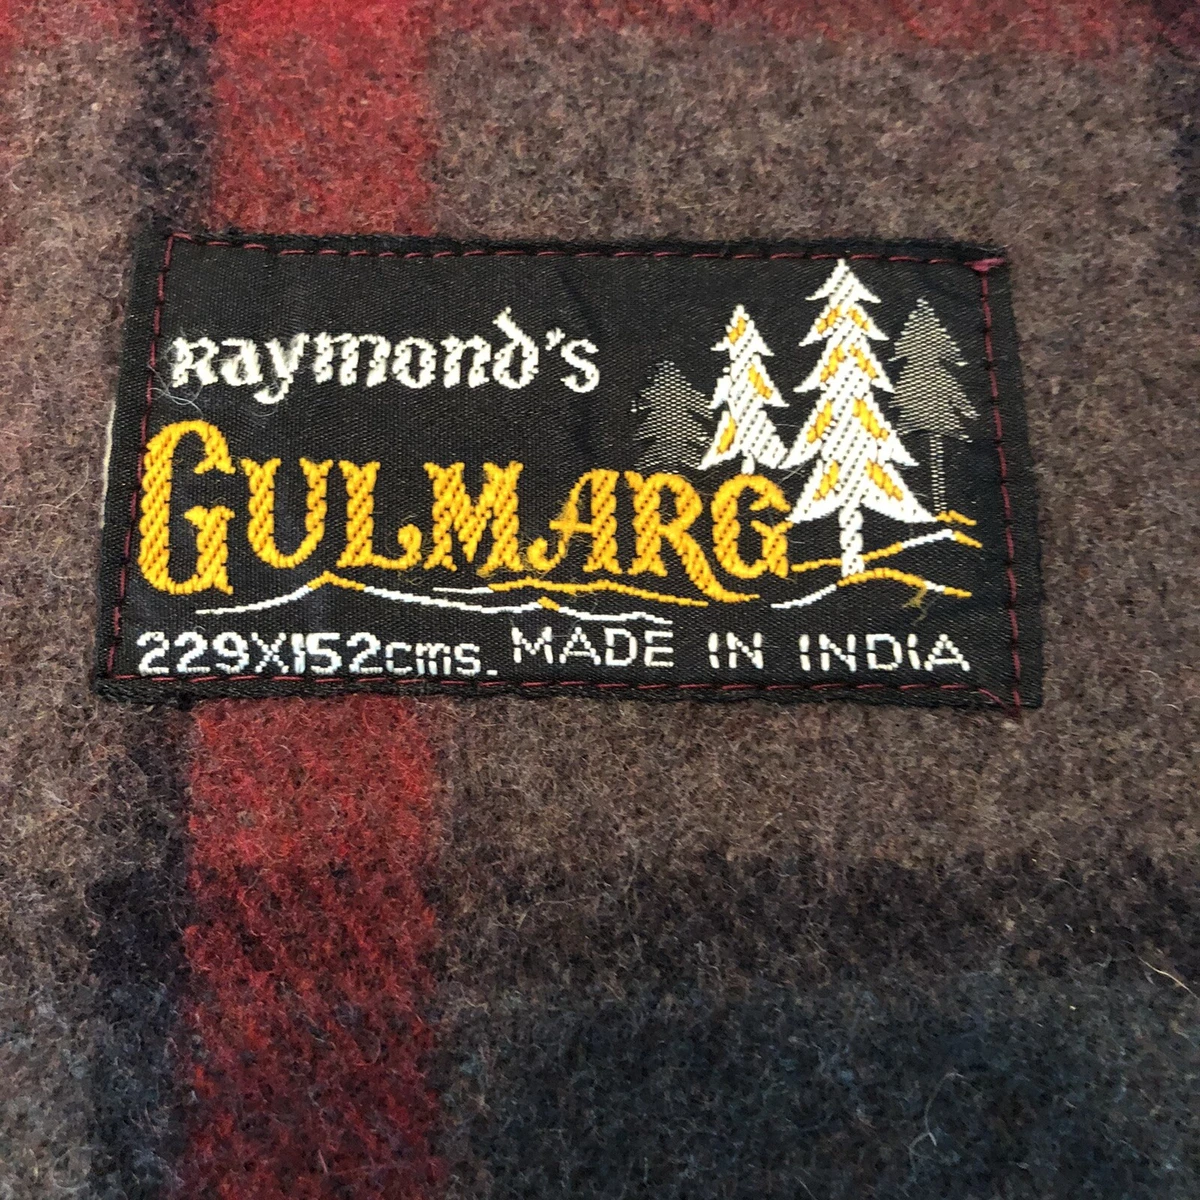 Raymond's
GULMARG
229X152cms. MADE IN INDIA